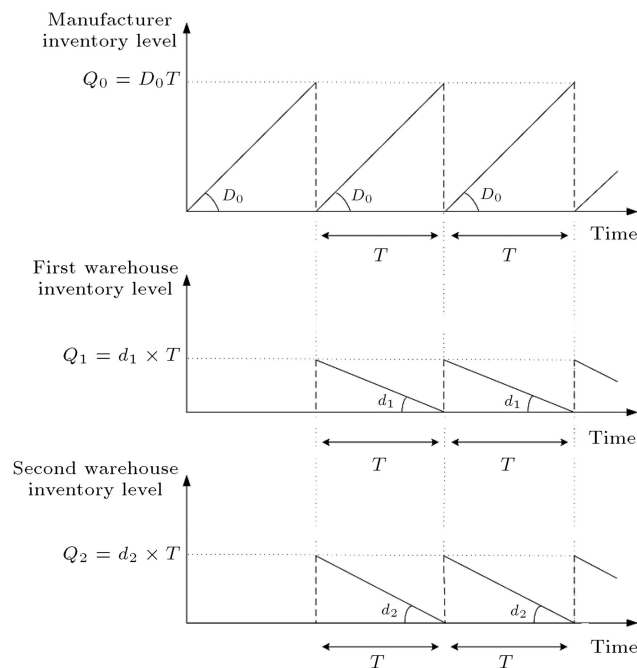 Manufacturer
inventory level
Q₀ = D₀T
D₀ D₀ D₀
Time
T T
First warehouse
inventory level
Q₁ = d₁ × T
d₁ d₁
Time
T T
Second warehouse
inventory level
Q₂ = d₂ × T
d₂ d₂
Time
T T